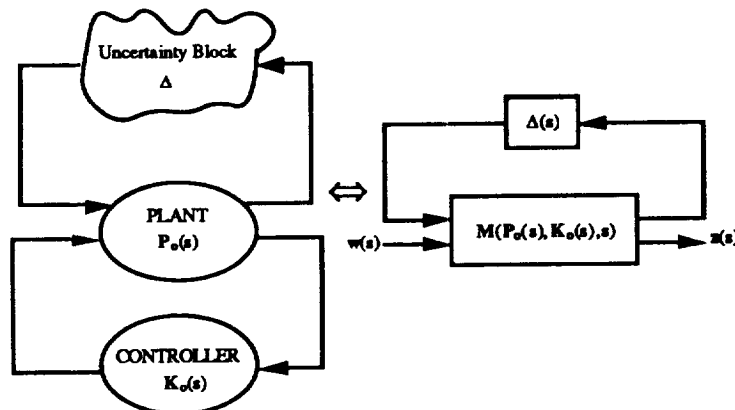 Uncertainty Block
Δ
PLANT
P₀(s)
CONTROLLER
K₀(s)
⇔
Δ(s)
M(P₀(s), K₀(s), s)
w(s)
z(s)